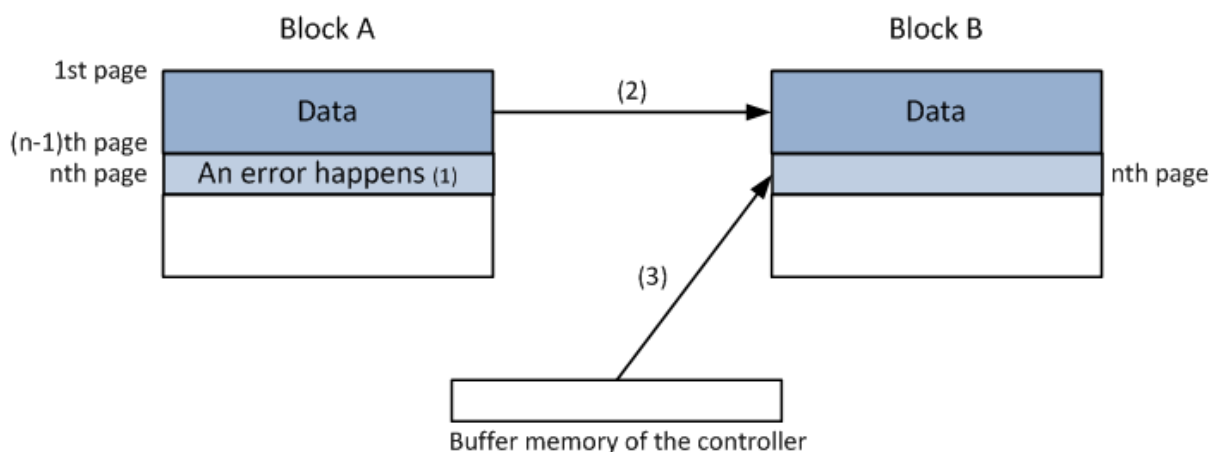 Block A
Block B
1st page
Data
(2)
Data
(n-1)th page
nth page
An error happens (1)
nth page
(3)
Buffer memory of the controller